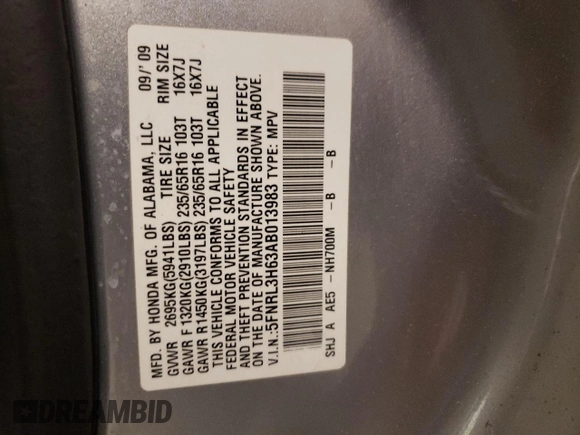 MFD. BY HONDA MFG. OF ALABAMA, LLC 09/'09
GVWR 2695KG(5941LBS) TIRE SIZE RIM SIZE
GAWR F 1320KG(2910LBS) 235/65R16 103T 16X7J
GAWR R1450KG(3197LBS) 235/65R16 103T 16X7J
THIS VEHICLE CONFORMS TO ALL APPLICABLE
FEDERAL MOTOR VEHICLE SAFETY
AND THEFT PREVENTION STANDARDS IN EFFECT
ON THE DATE OF MANUFACTURE SHOWN ABOVE.
V.I.N.:5FNRL3H63AB013983 TYPE: MPV
SHJ A AE5 -NH700M -B -B
DREAMBID